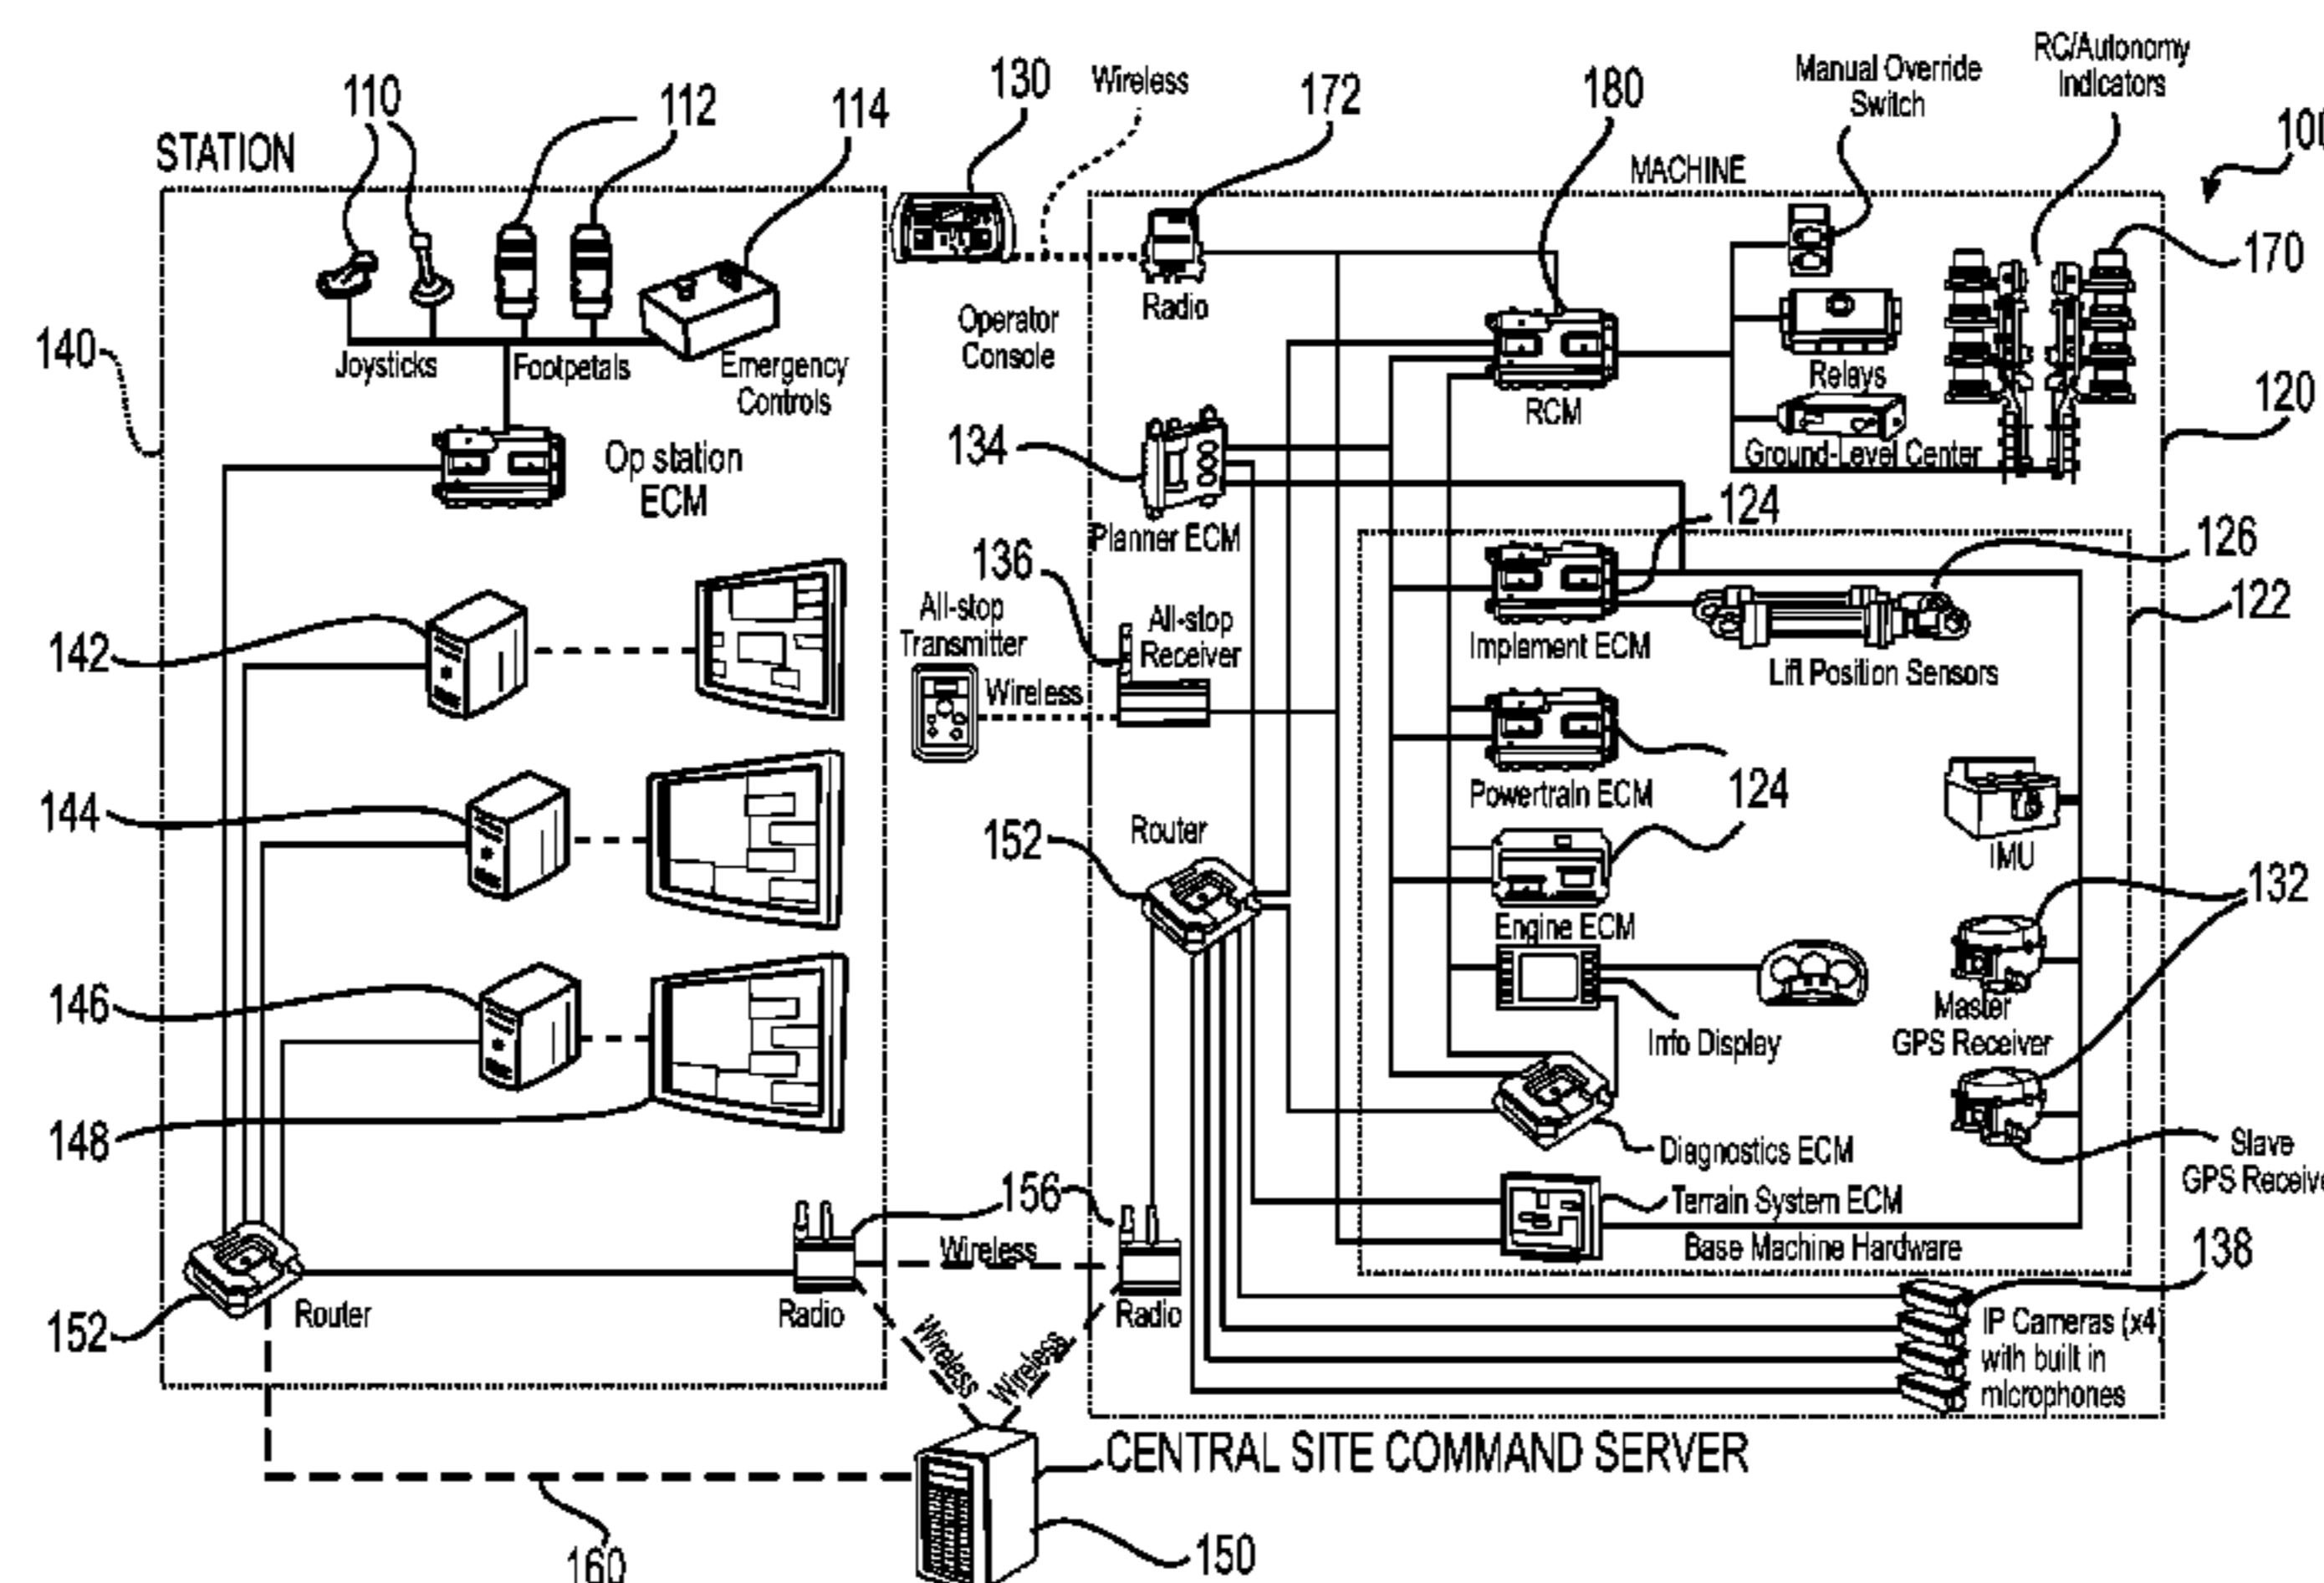 110
112
114
130
Wireless
172
180
Manual Override
Switch
RC/Autonomy
Indicators
STATION
MACHINE
170
140
Joysticks
Footpetals
Emergency
Controls
Operator
Console
Radio
RCM
Relays
Ground-Level Center
120
134
Op station
ECM
Planner ECM
124
126
122
136
All-stop
Transmitter
All-stop
Receiver
Wireless
Implement ECM
Lift Position Sensors
142
Powertrain ECM
124
144
152
Router
IMU
132
Engine ECM
146
Info Display
Master
GPS Receiver
148
Diagnostics ECM
Slave
Terrain System ECM
Base Machine Hardware
156
Wireless
138
152
Router
Radio
Radio
Wireless
Wireless
IP Cameras (x4)
with built in
microphones
CENTRAL SITE COMMAND SERVER
160
150